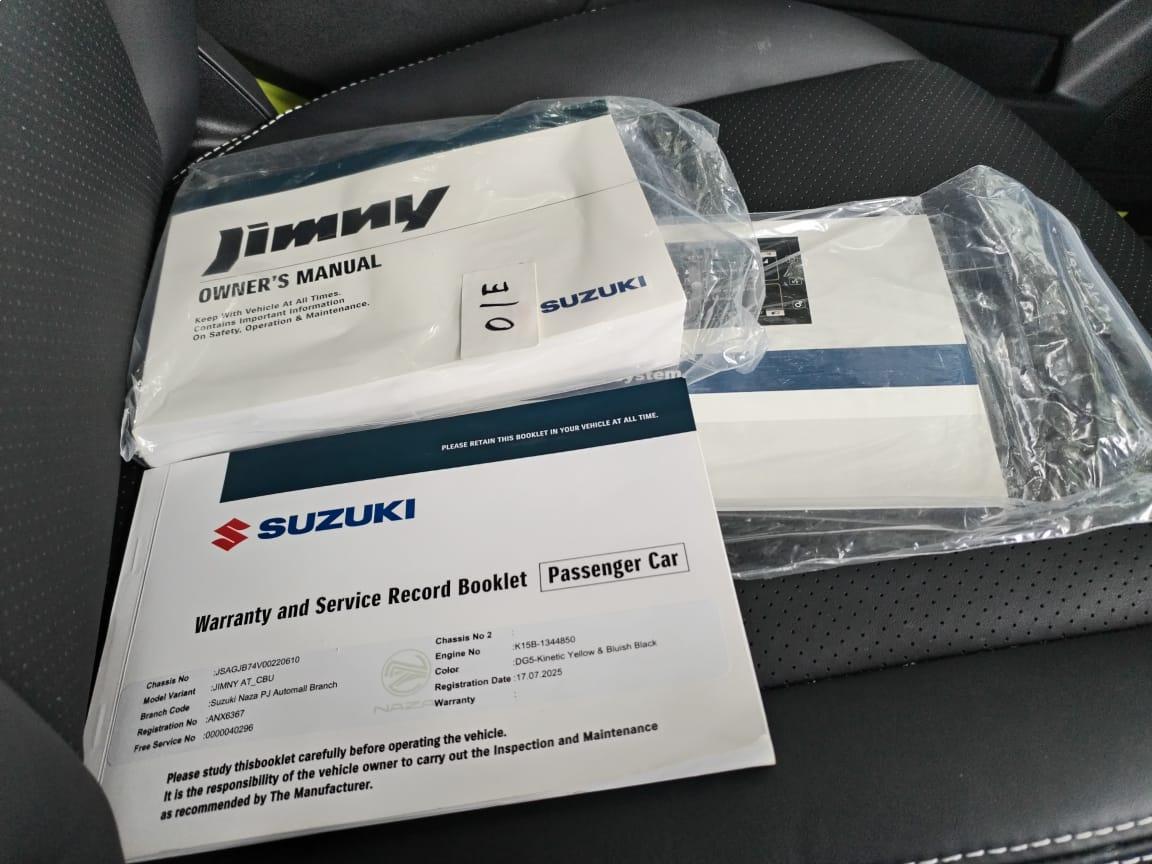 Jimny
OWNER'S MANUAL
Keep With Vehicle At All Times.
Contains Important Information
On Safety, Operation & Maintenance.
O/E
SUZUKI
ystem
PLEASE RETAIN THIS BOOKLET IN YOUR VEHICLE AT ALL TIME.
SUZUKI
Warranty and Service Record Booklet Passenger Car
Chassis No :JSAGJB74V00220610
Model Variant :JIMNY AT_CBU
Branch Code :Suzuki Naza PJ Automall Branch
Registration No :ANX6367
Free Service No :0000040296
NAZA
Chassis No 2 :
Engine No :K15B-1344850
Color :DG5-Kinetic Yellow & Bluish Black
Registration Date :17.07.2025
Warranty :
Please study thisbooklet carefully before operating the vehicle.
It is the responsibility of the vehicle owner to carry out the Inspection and Maintenance
as recommended by The Manufacturer.